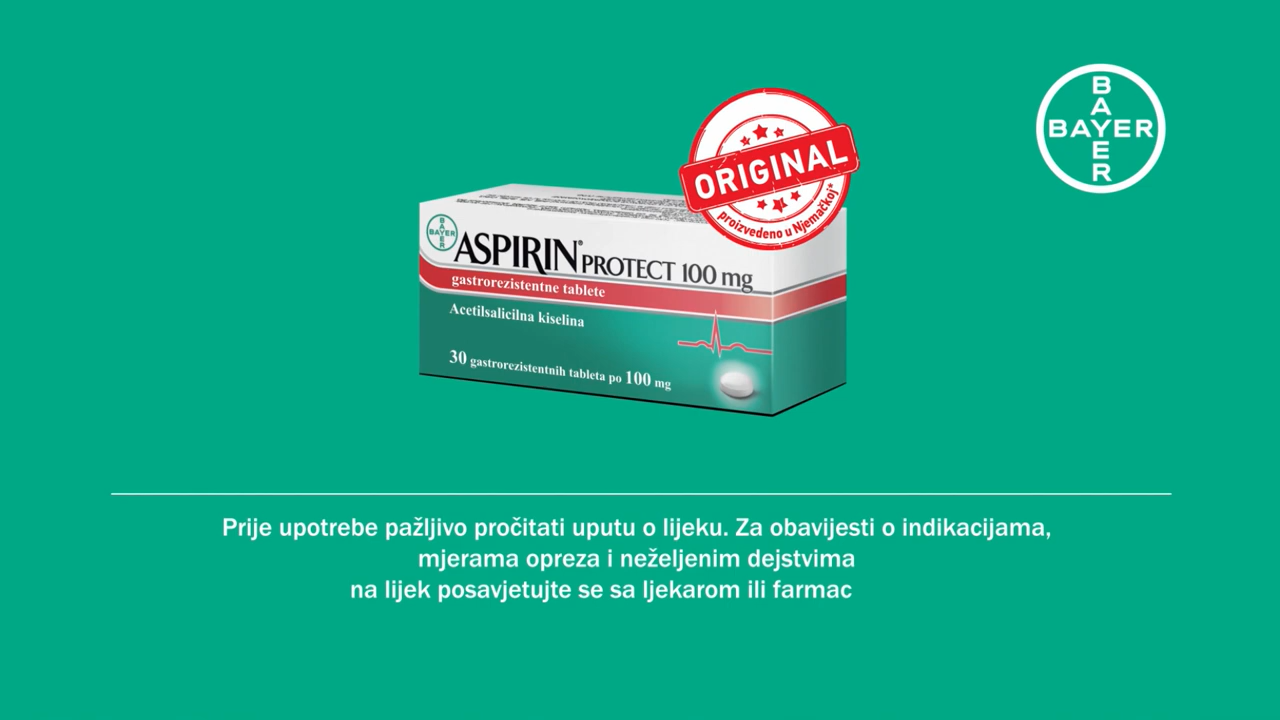 BAYER
BAYER
ORIGINAL
proizvedeno u Njemačkoj*
BAYER
BAYER
ASPIRIN® PROTECT 100 mg
gastrorezistentne tablete
Acetilsalicilna kiselina
30 gastrorezistentnih tableta po 100 mg
Prije upotrebe pažljivo pročitati uputu o lijeku. Za obavijesti o indikacijama,
mjerama opreza i neželjenim dejstvima
na lijek posavjetujte se sa ljekarom ili farmac